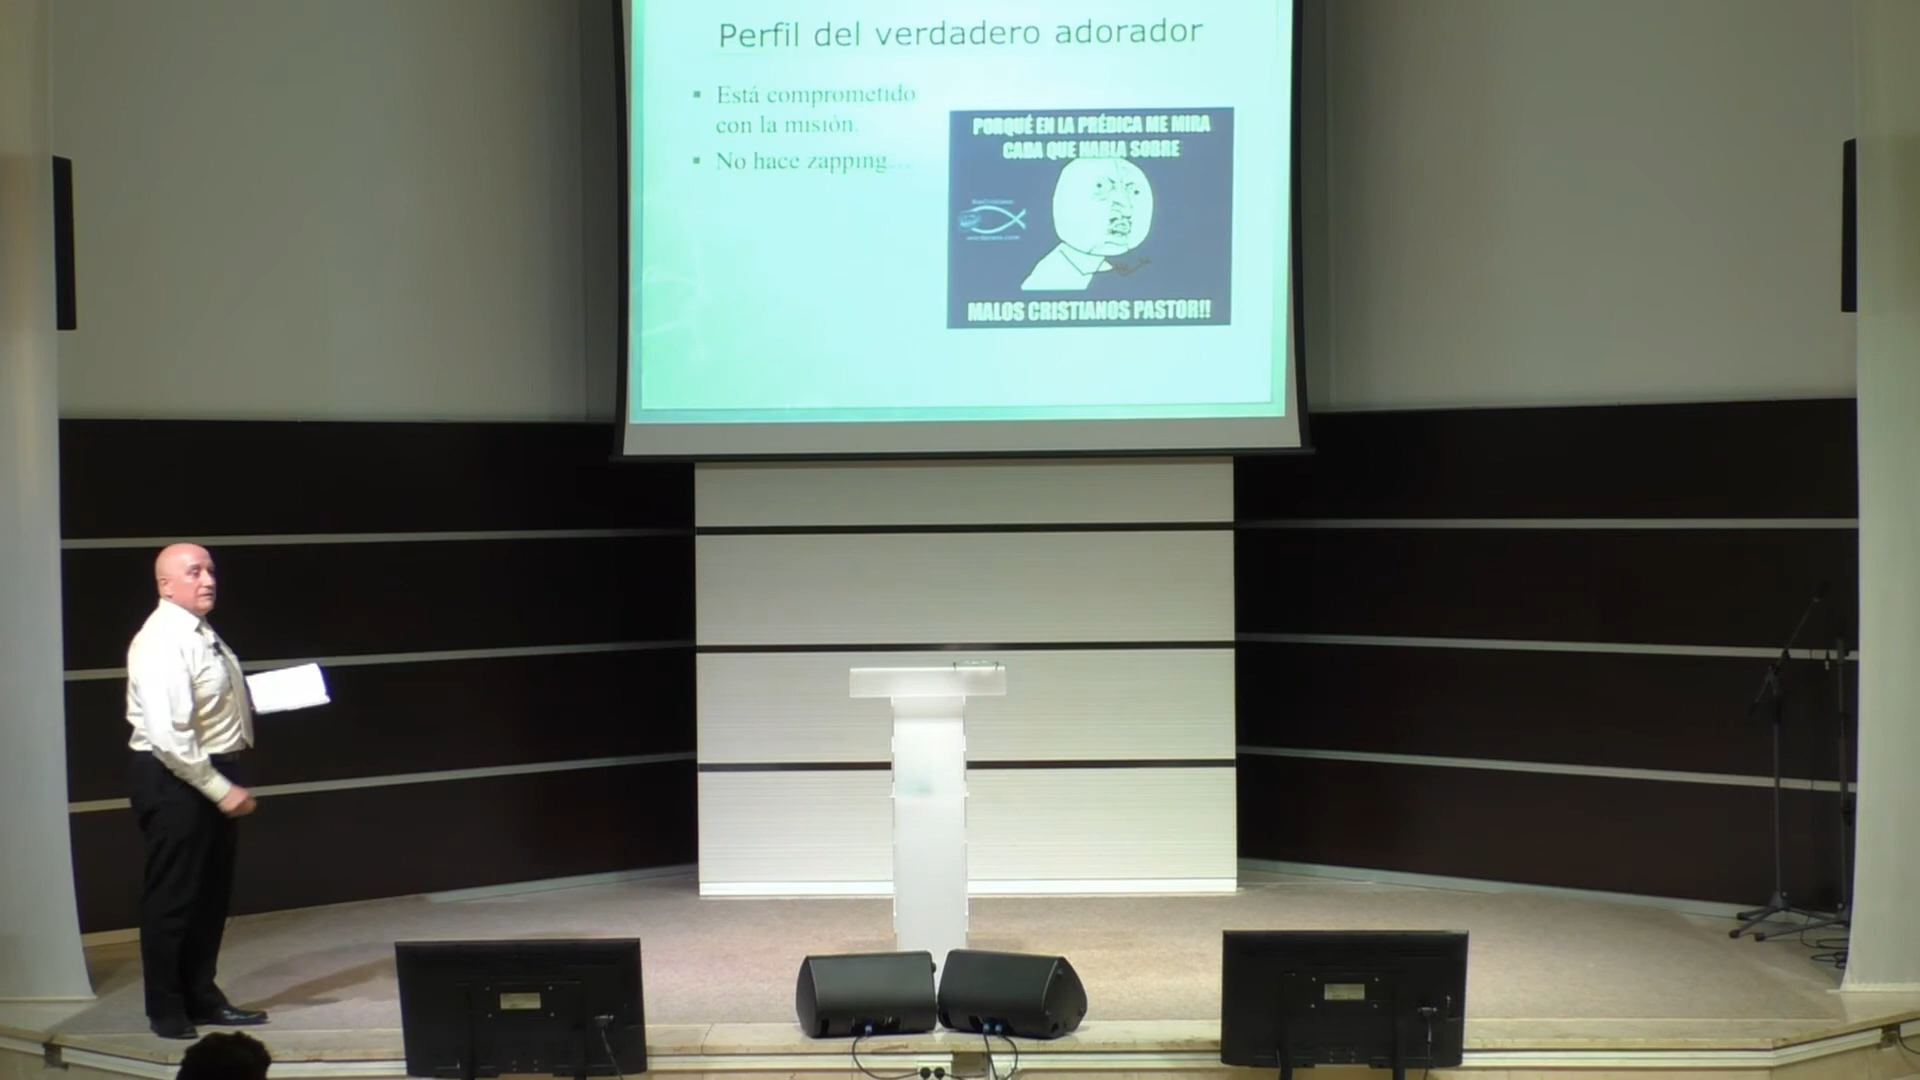 Perfil del verdadero adorador
Está comprometido
con la misión.
No hace zapping...
PORQUÉ EN LA PRÉDICA ME MIRA
CADA QUE HABLA SOBRE
MALOS CRISTIANOS PASTOR!!